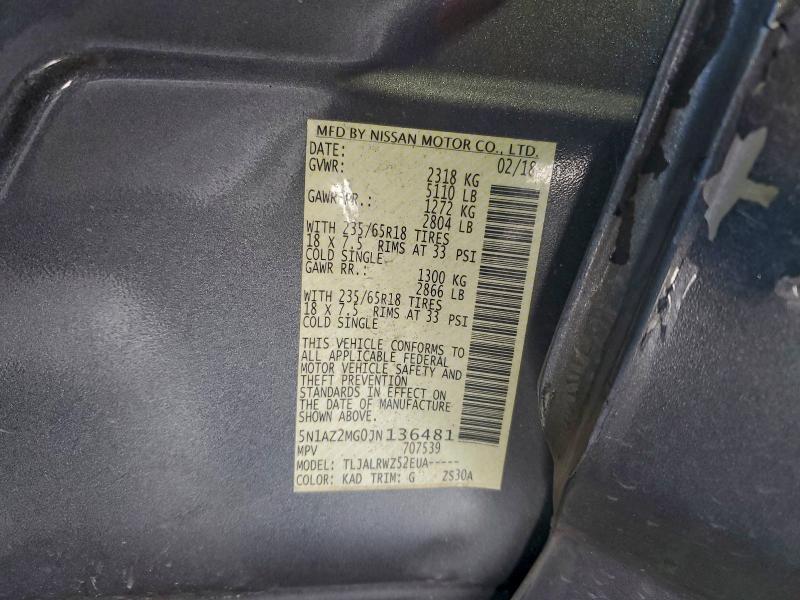 MFD BY NISSAN MOTOR CO., LTD.
DATE: 02/18
GVWR: 2318 KG
5110 LB
GAWR FR.: 1272 KG
2804 LB
WITH 235/65R18 TIRES
18 X 7.5 RIMS AT 33 PSI
COLD SINGLE
GAWR RR.: 1300 KG
2866 LB
WITH 235/65R18 TIRES
18 X 7.5 RIMS AT 33 PSI
COLD SINGLE
THIS VEHICLE CONFORMS TO
ALL APPLICABLE FEDERAL
MOTOR VEHICLE SAFETY AND
THEFT PREVENTION
STANDARDS IN EFFECT ON
THE DATE OF MANUFACTURE
SHOWN ABOVE.
5N1AZ2MG0JN136481
MPV 707539
MODEL: TLJALRWZ52EUA-----
COLOR: KAD TRIM: G ZS30A